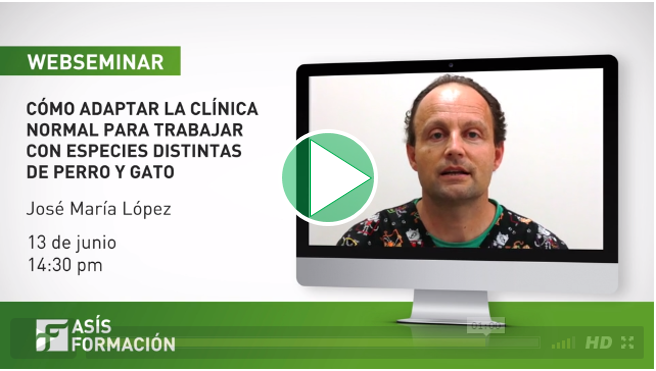 WEBSEMINAR
CÓMO ADAPTAR LA CLÍNICA
NORMAL PARA TRABAJAR
CON ESPECIES DISTINTAS
DE PERRO Y GATO
José María López
13 de junio
14:30 pm
ASÍS
FORMACIÓN
HD